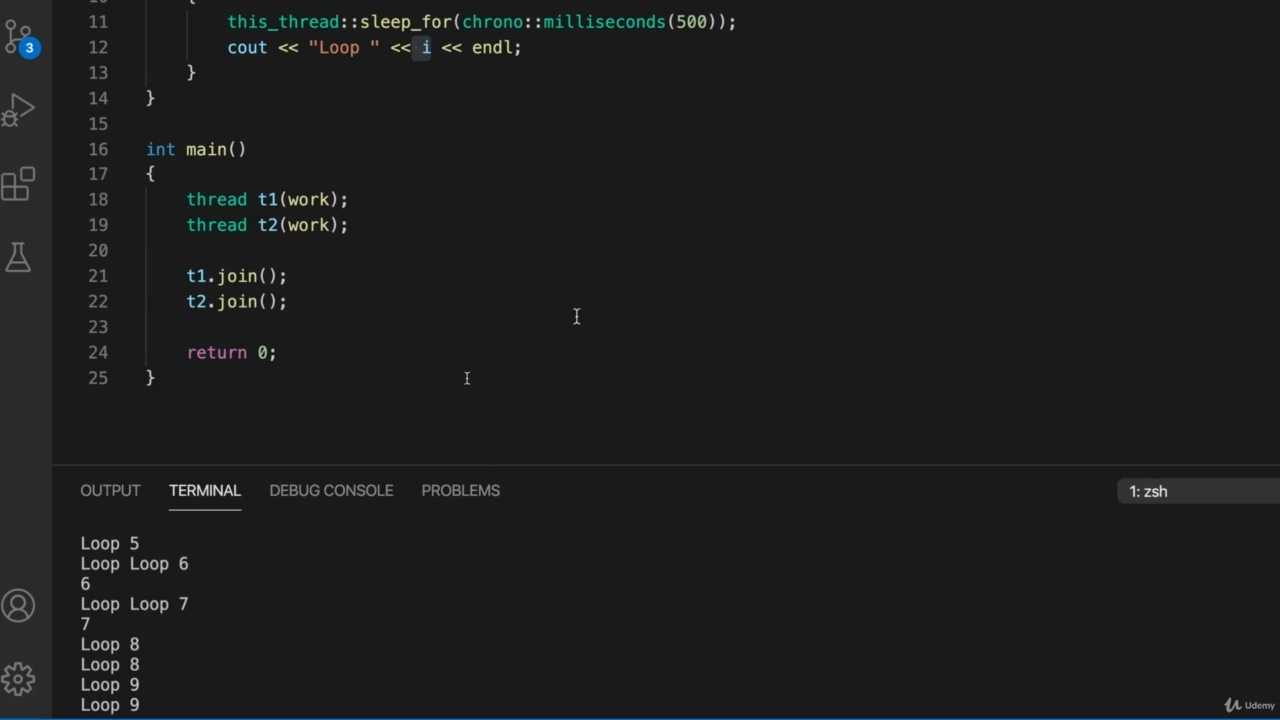 3
{
11 this_thread::sleep_for(chrono::milliseconds(500));
12 cout << "Loop " << i << endl;
13 }
14 }
15
16 int main()
17 {
18 thread t1(work);
19 thread t2(work);
20
21 t1.join();
22 t2.join();
23
24 return 0;
25 }
OUTPUT TERMINAL DEBUG CONSOLE PROBLEMS 1: zsh
Loop 5
Loop Loop 6
6
Loop Loop 7
7
Loop 8
Loop 8
Loop 9
Loop 9
Udemy